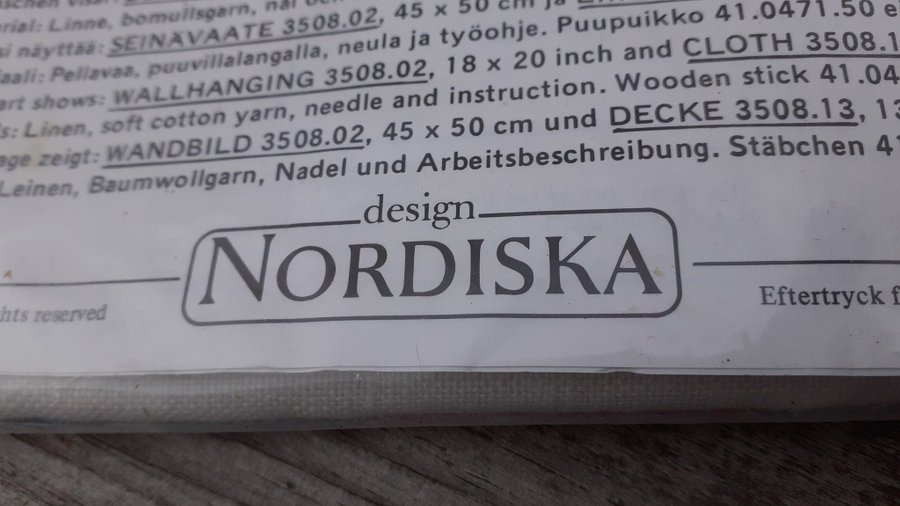 visar:
rial: Linne, bomullsgarn, nål och
si näyttää: SEINÄVAATE 3508.02, 45 x 50 cm ja
aali: Pellavaa, puuvillalangalla, neula ja työohje. Puupuikko 41.0471.50 e
art shows: WALLHANGING 3508.02, 18 x 20 inch and CLOTH 3508.1
s: Linen, soft cotton yarn, needle and instruction. Wooden stick 41.04
age zeigt: WANDBILD 3508.02, 45 x 50 cm und DECKE 3508.13, 13
Leinen, Baumwollgarn, Nadel und Arbeitsbeschreibung. Stäbchen 41
design
NORDISKA
hts reserved
Eftertryck f